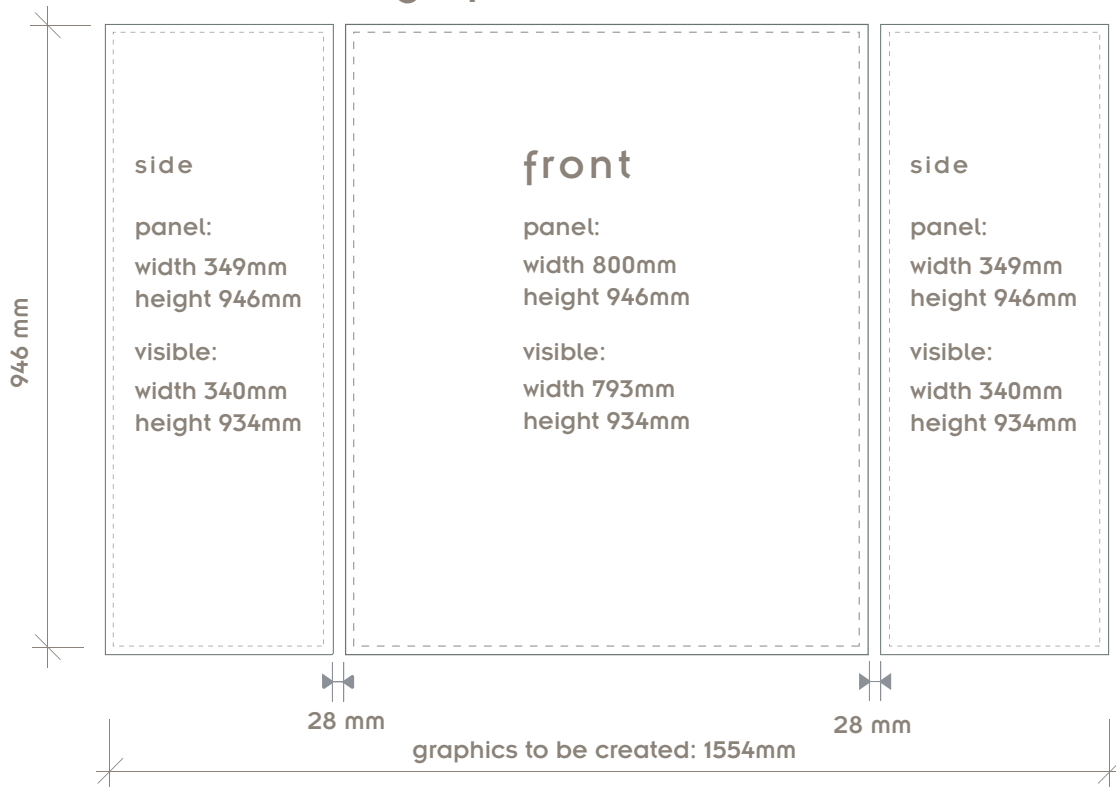 side
panel:
width 349mm
height 946mm
visible:
width 340mm
height 934mm
front
panel:
width 800mm
height 946mm
visible:
width 793mm
height 934mm
side
panel:
width 349mm
height 946mm
visible:
width 340mm
height 934mm
946 mm
28 mm
28 mm
graphics to be created: 1554mm